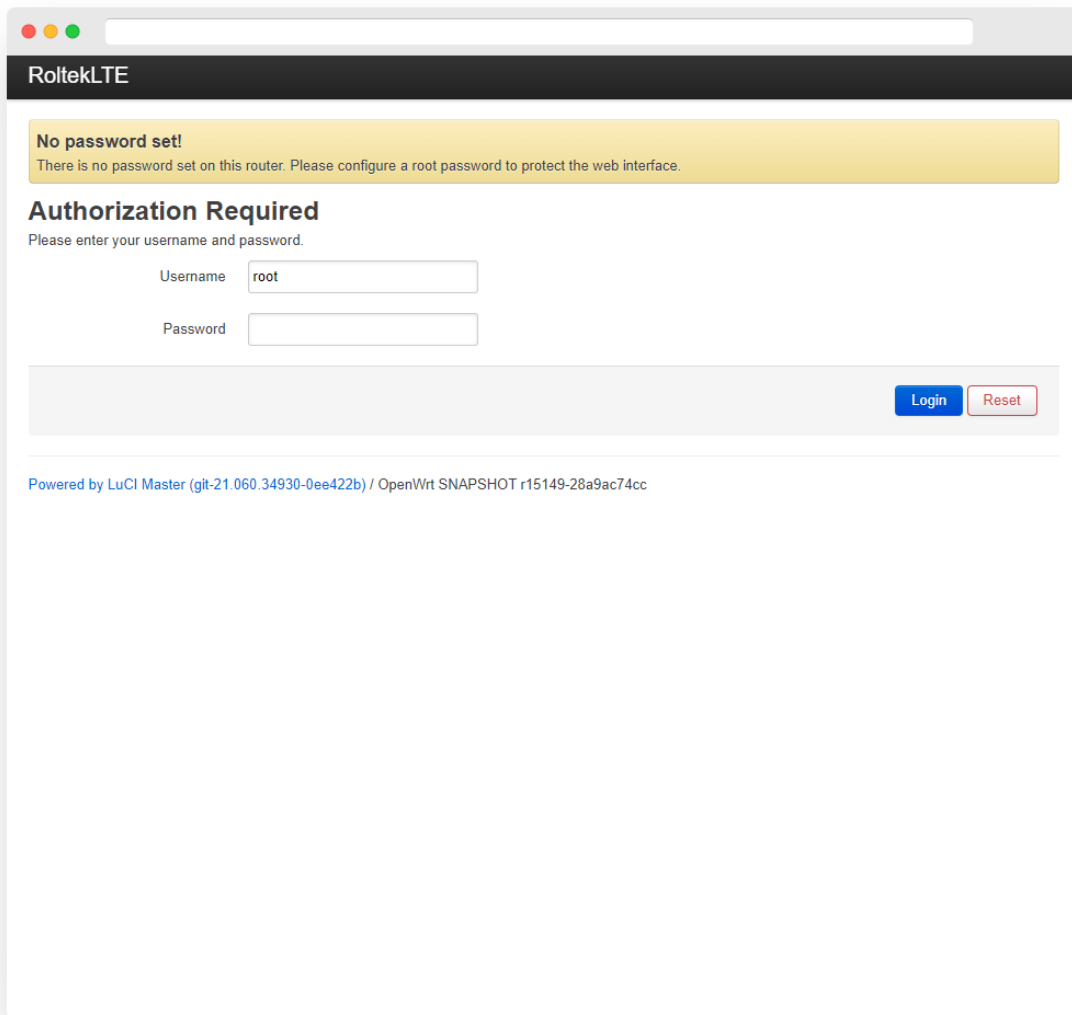 RoltekLTE
No password set!
There is no password set on this router. Please configure a root password to protect the web interface.
Authorization Required
Please enter your username and password.
Username root
Password
Login Reset
Powered by LuCI Master (git-21.060.34930-0ee422b) / OpenWrt SNAPSHOT r15149-28a9ac74cc